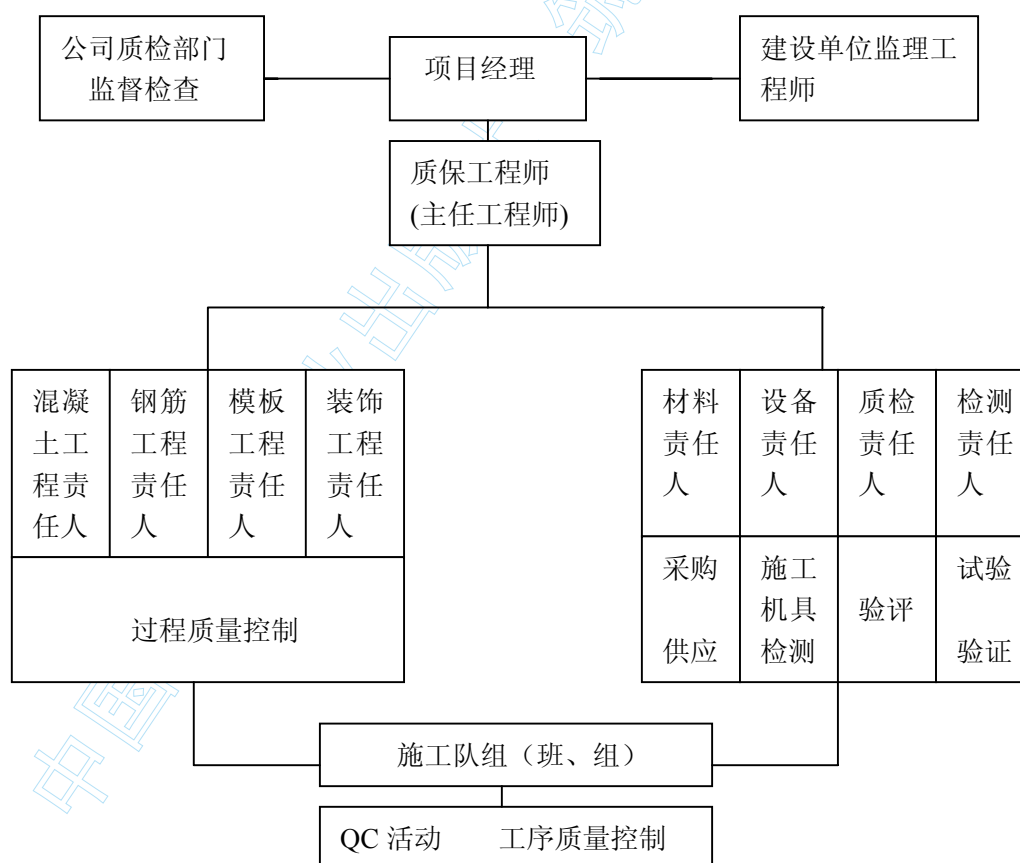 公司质检部门
监督检查
项目经理
建设单位监理工
程师
质保工程师
(主任工程师)
混凝
土工
程责
任人
钢筋
工程
责任
人
模板
工程
责任
人
装饰
工程
责任
人
材料
责任
人
设备
责任
人
质检
责任
人
检测
责任
人
过程质量控制
采购
供应
施工
机具
检测
验评
试验
验证
施工队组（班、组）
QC 活动 工序质量控制